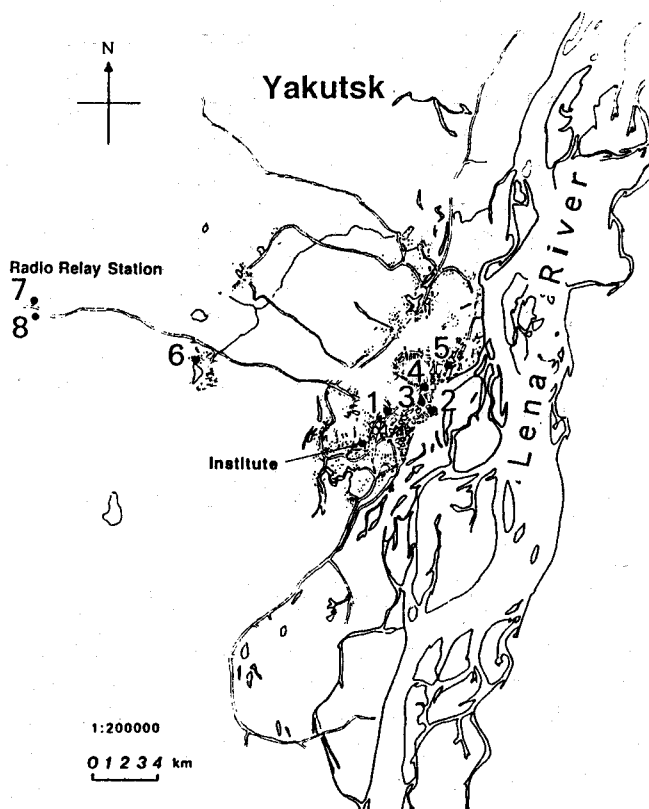 N
Yakutsk
Lena River
Radio Relay Station
7
8
6
5
4
3
2
1
Institute
1:200000
0 1 2 3 4 km